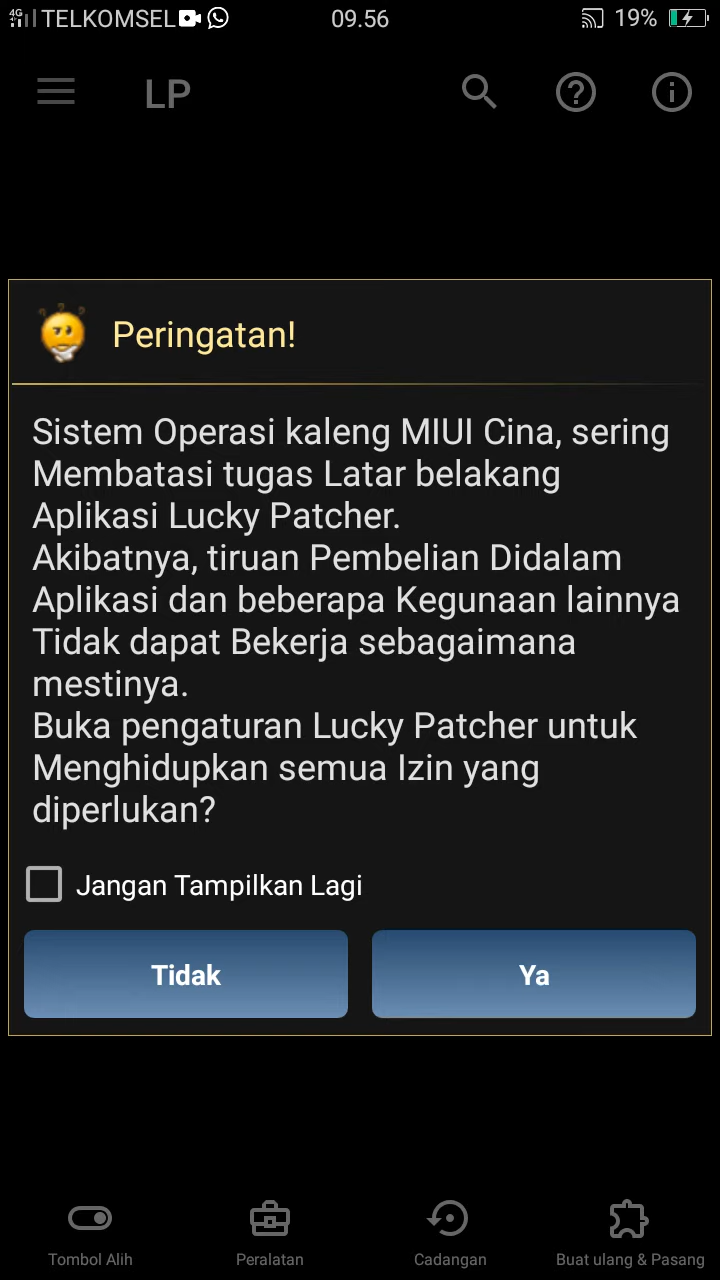 4G TELKOMSEL 09.56 19%
LP
Peringatan!
Sistem Operasi kaleng MIUI Cina, sering
Membatasi tugas Latar belakang
Aplikasi Lucky Patcher.
Akibatnya, tiruan Pembelian Didalam
Aplikasi dan beberapa Kegunaan lainnya
Tidak dapat Bekerja sebagaimana
mestinya.
Buka pengaturan Lucky Patcher untuk
Menghidupkan semua Izin yang
diperlukan?
Jangan Tampilkan Lagi
Tidak Ya
Tombol Alih Peralatan Cadangan Buat ulang & Pasang